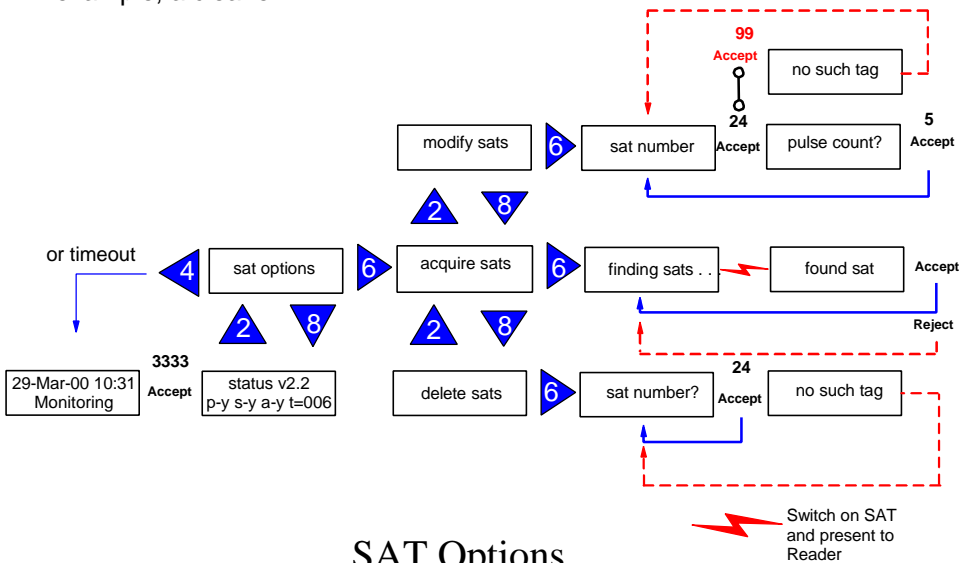 99
Accept
no such tag
24
5
modify sats
6
sat number
Accept
pulse count?
Accept
2
8
or timeout
4
sat options
6
acquire sats
6
finding sats . .
found sat
Accept
2
8
2
8
Reject
3333
24
29-Mar-00 10:31
Monitoring
Accept
status v2.2
p-y s-y a-y t=006
delete sats
6
sat number?
Accept
no such tag
Switch on SAT
and present to
Reader
SAT Options